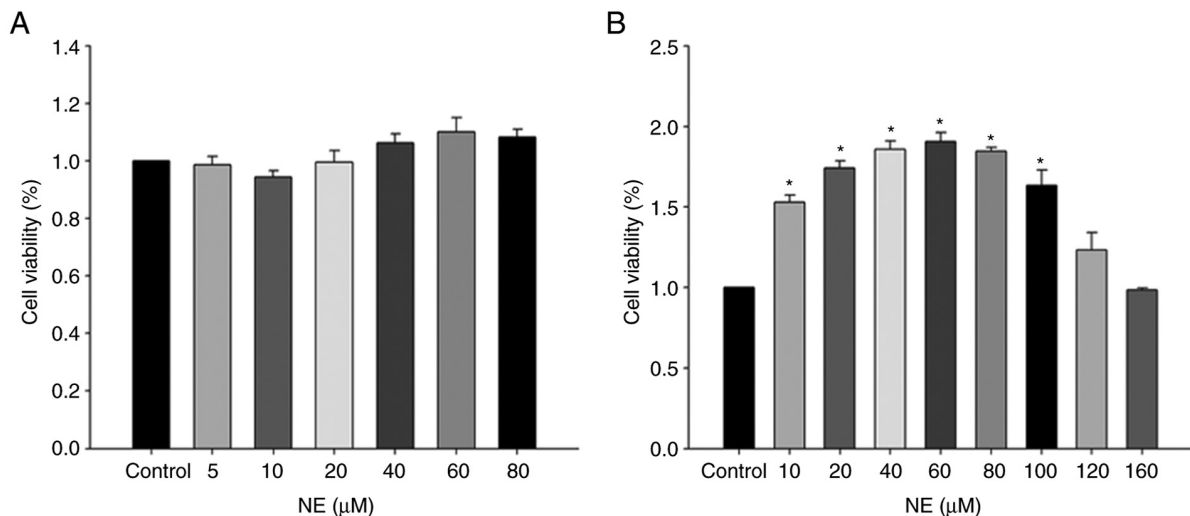 A
1.4
1.2
1.0
0.8
0.6
0.4
0.2
0.0
Cell viability (%)
Control 5 10 20 40 60 80
NE (μM)
B
2.5
2.0
1.5
1.0
0.5
0.0
Cell viability (%)
* * * * * *
Control 10 20 40 60 80 100 120 160
NE (μM)